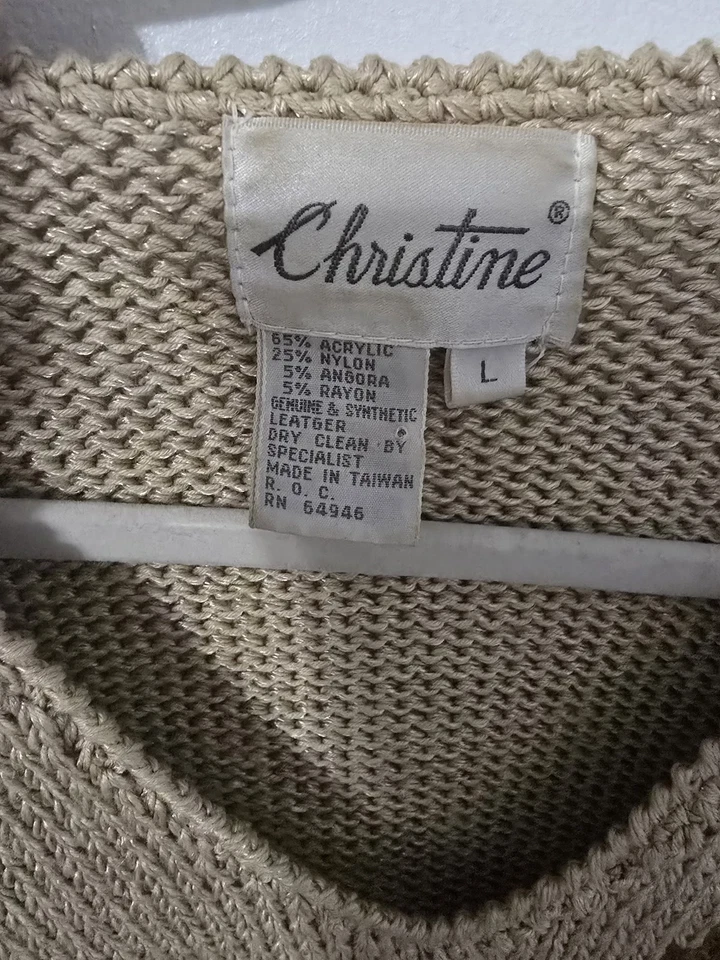 Christine®
65% ACRYLIC
25% NYLON
5% ANGORA
5% RAYON
GENUINE & SYNTHETIC
LEATGER
DRY CLEAN BY
SPECIALIST
MADE IN TAIWAN
R. O. C.
RN 64946
L